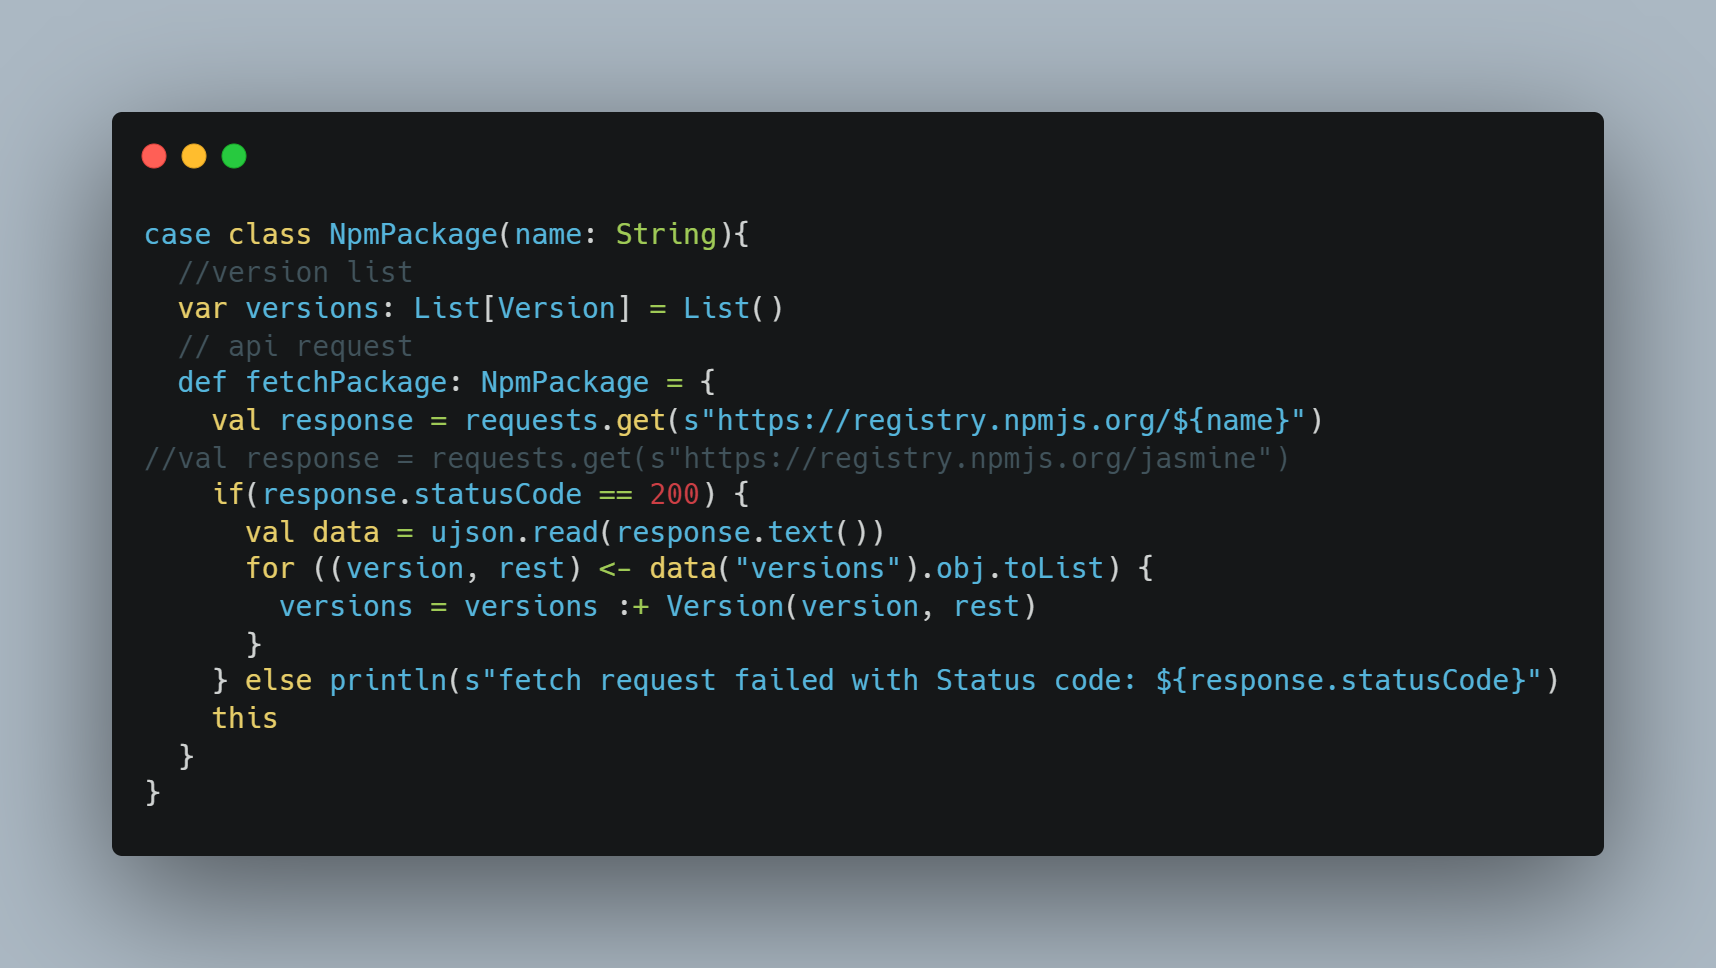 case class NpmPackage(name: String){
  //version list
  var versions: List[Version] = List()
  // api request
  def fetchPackage: NpmPackage = {
    val response = requests.get(s"https://registry.npmjs.org/${name}")
//val response = requests.get(s"https://registry.npmjs.org/jasmine")
    if(response.statusCode == 200) {
      val data = ujson.read(response.text())
      for ((version, rest) <- data("versions").obj.toList) {
        versions = versions :+ Version(version, rest)
      }
    } else println(s"fetch request failed with Status code: ${response.statusCode}")
    this
  }
}